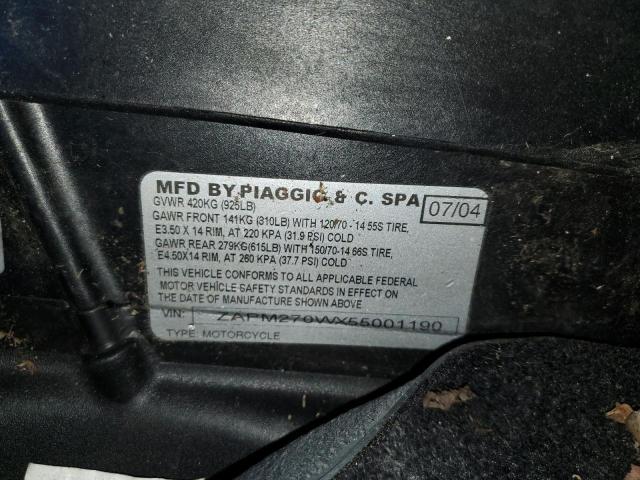 MFD BY PIAGGIO & C. SPA 07/04
GVWR 420KG (925LB)
GAWR FRONT 141KG (310LB) WITH 120/70 - 14 55S TIRE,
E3.50 X 14 RIM, AT 220 KPA (31.9 PSI) COLD
GAWR REAR 279KG(615LB) WITH 150/70-14 66S TIRE,
E4.50X14 RIM, AT 260 KPA (37.7 PSI) COLD
THIS VEHICLE CONFORMS TO ALL APPLICABLE FEDERAL
MOTOR VEHICLE SAFETY STANDARDS IN EFFECT ON
THE DATE OF MANUFACTURE SHOWN ABOVE
VIN: ZAPM270WX55001190
TYPE: MOTORCYCLE